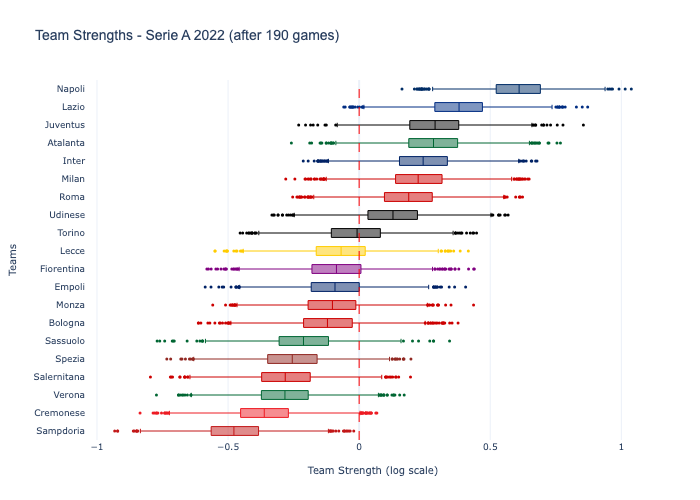 Team Strengths - Serie A 2022 (after 190 games)
Napoli
Lazio
Juventus
Atalanta
Inter
Milan
Roma
Udinese
Torino
Lecce
Fiorentina
Empoli
Monza
Bologna
Sassuolo
Spezia
Salernitana
Verona
Cremonese
Sampdoria
Teams
−1
−0.5
0
0.5
1
Team Strength (log scale)